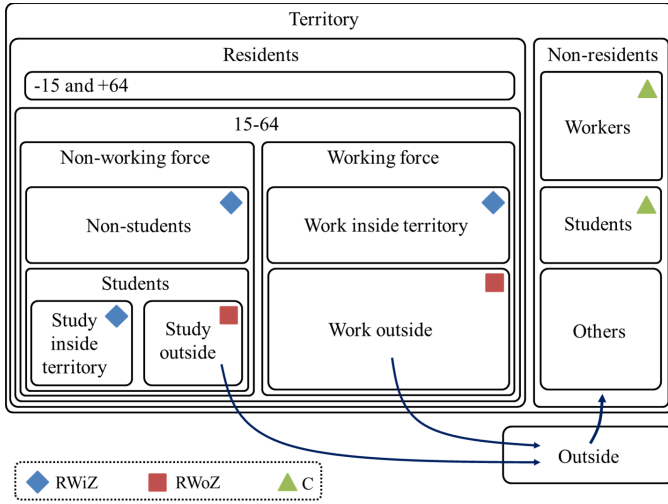 Territory
Residents
-15 and +64
15-64
Non-working force
Non-students
Students
Study
inside
territory
Study
outside
Working force
Work inside territory
Work outside
Non-residents
Workers
Students
Others
Outside
RWiZ
RWoZ
C